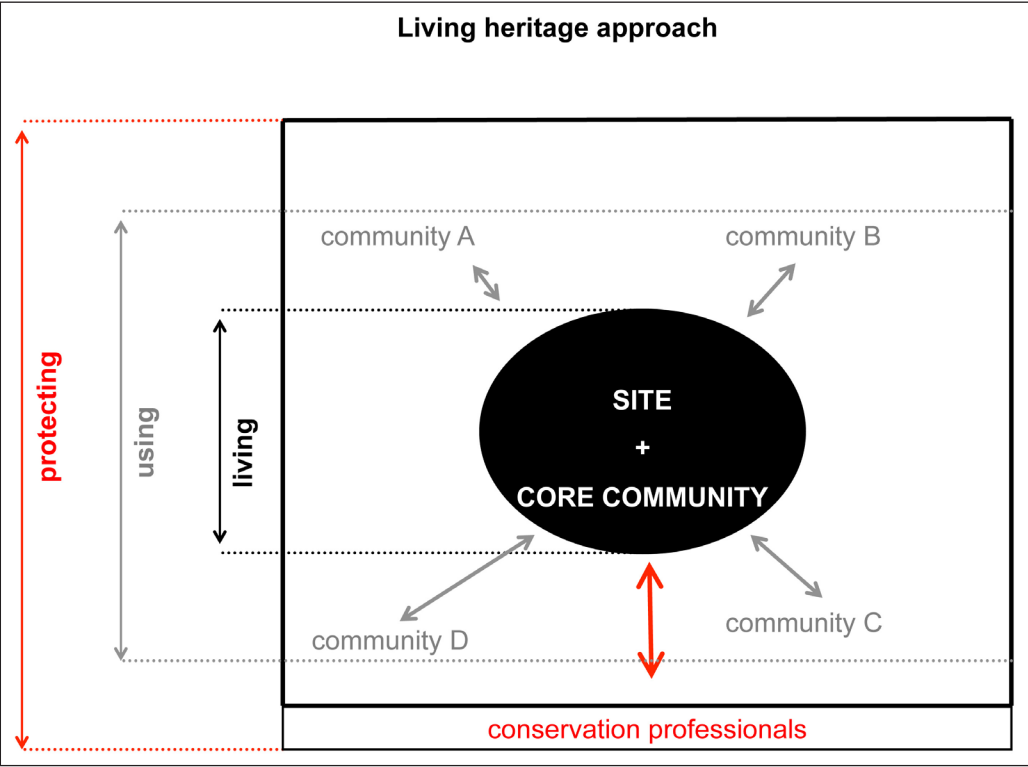 Living heritage approach
community A
community B
protecting
using
living
SITE
+
CORE COMMUNITY
community D
community C
conservation professionals